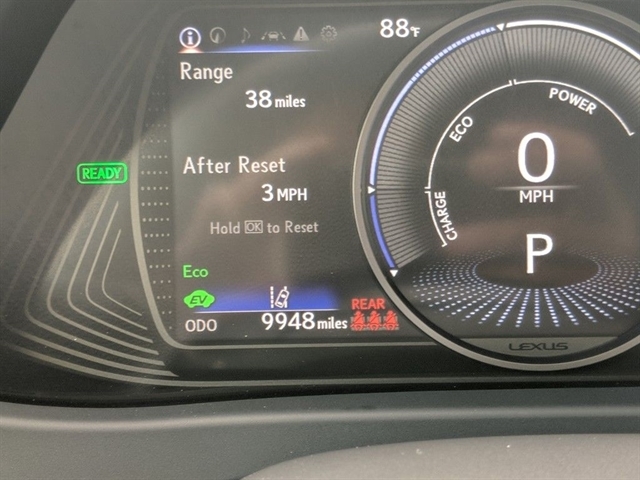 88°F
Range
38 miles
After Reset
3 MPH
Hold OK to Reset
READY
Eco
EV
ODO 9948 miles
REAR
CHARGE
ECO
POWER
0
MPH
P
LEXUS